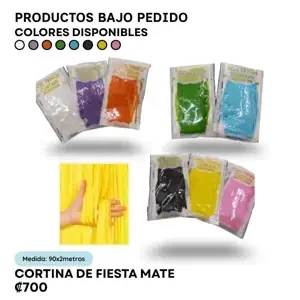 PRODUCTOS BAJO PEDIDO
COLORES DISPONIBLES
Medida: 90x2metros
CORTINA DE FIESTA MATE
₡700